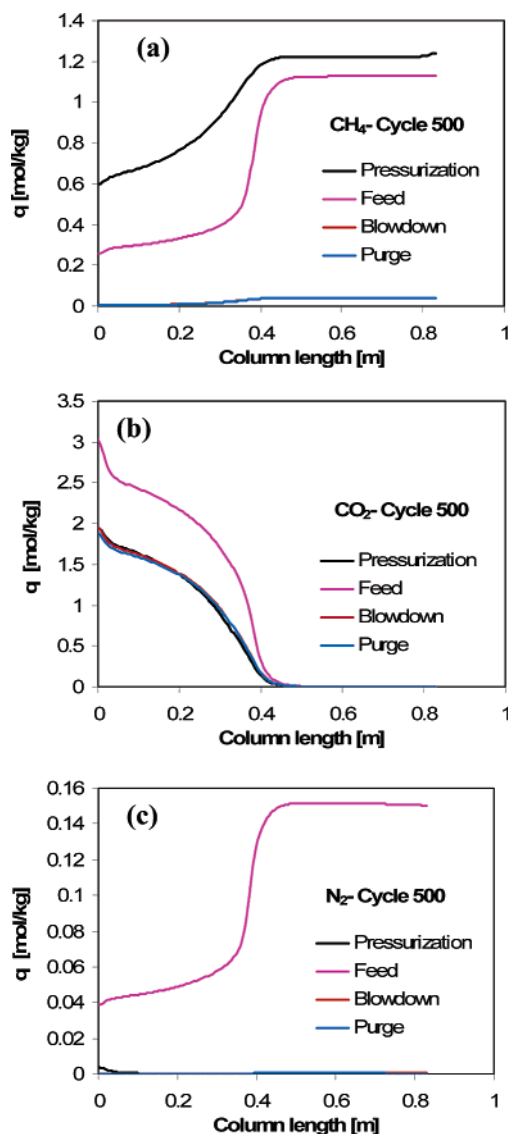 (a)
1.4
1.2
1
0.8
0.6
0.4
0.2
0
q [mol/kg]
CH₄- Cycle 500
Pressurization
Feed
Blowdown
Purge
0 0.2 0.4 0.6 0.8 1
Column length [m]
(b)
3.5
3
2.5
2
1.5
1
0.5
0
q [mol/kg]
CO₂- Cycle 500
Pressurization
Feed
Blowdown
Purge
0 0.2 0.4 0.6 0.8 1
Column length [m]
(c)
0.16
0.14
0.12
0.1
0.08
0.06
0.04
0.02
0
q [mol/kg]
N₂- Cycle 500
Pressurization
Feed
Blowdown
Purge
0 0.2 0.4 0.6 0.8 1
Column length [m]